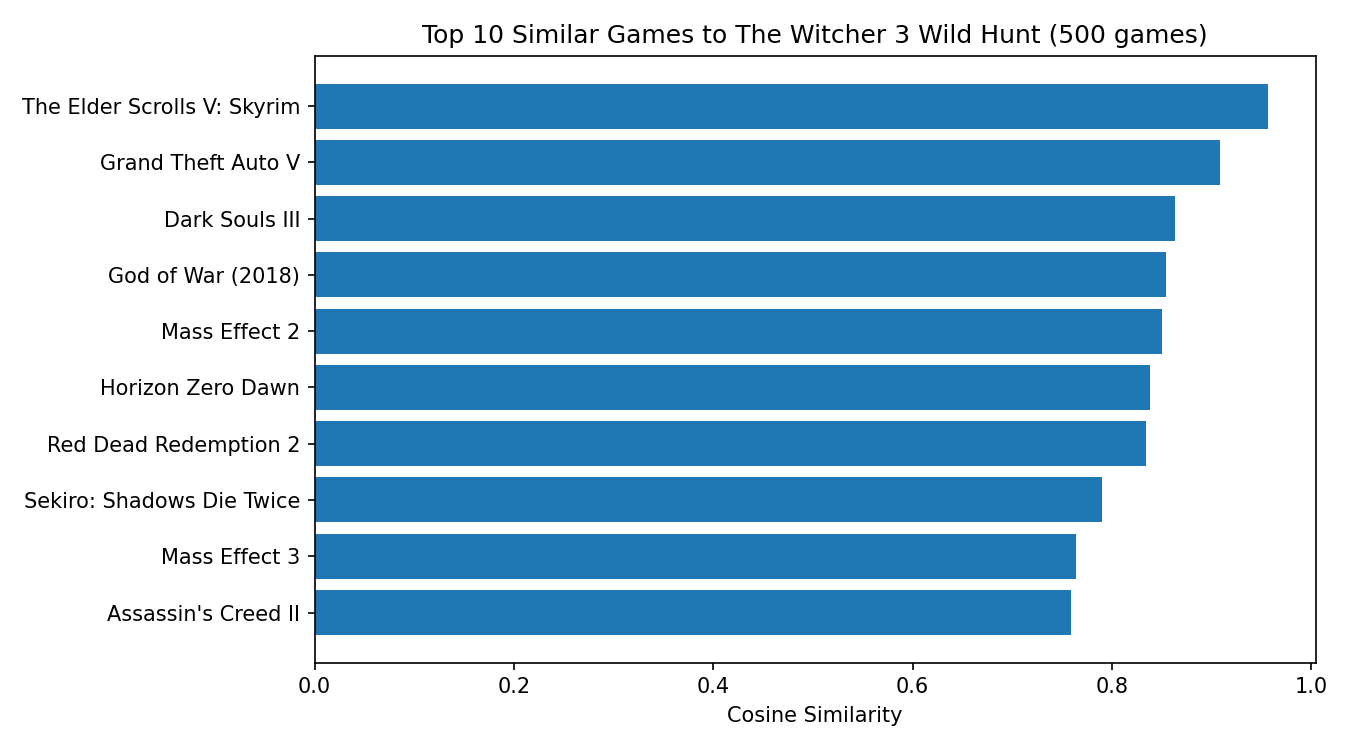 Top 10 Similar Games to The Witcher 3 Wild Hunt (500 games)
The Elder Scrolls V: Skyrim
Grand Theft Auto V
Dark Souls III
God of War (2018)
Mass Effect 2
Horizon Zero Dawn
Red Dead Redemption 2
Sekiro: Shadows Die Twice
Mass Effect 3
Assassin's Creed II
0.0 0.2 0.4 0.6 0.8 1.0
Cosine Similarity